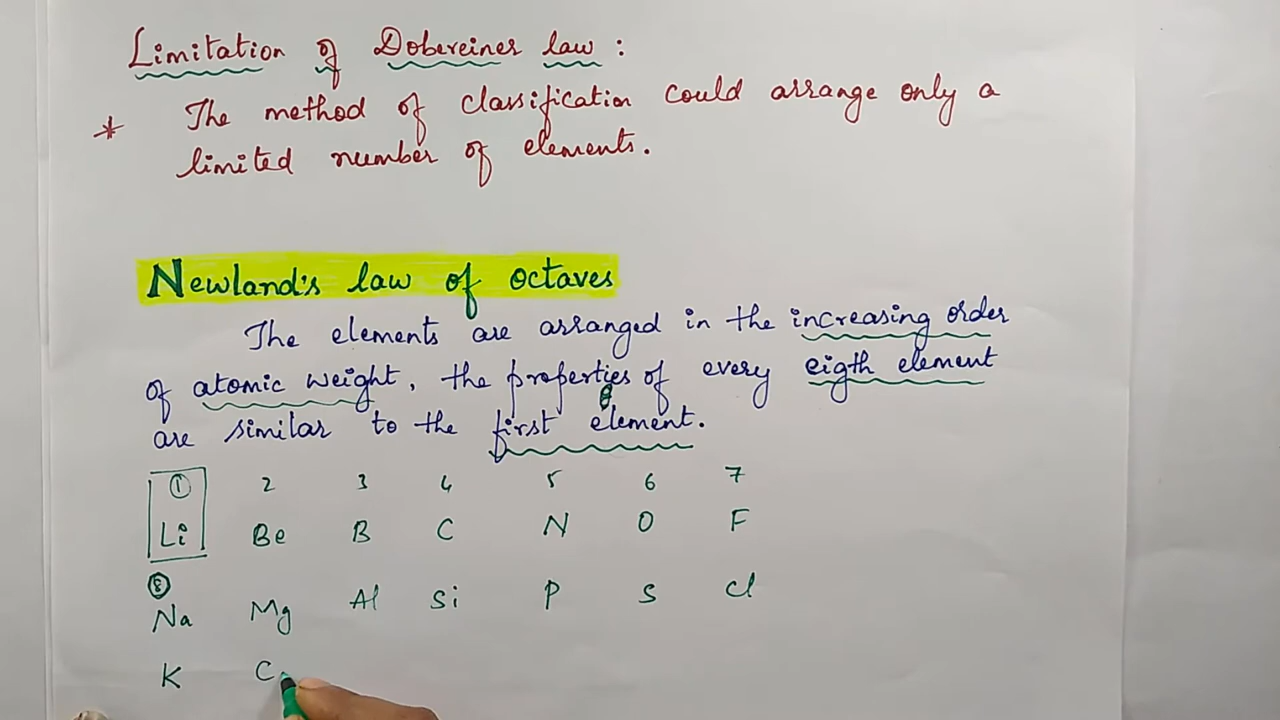 Limitation of Dobereiner law :
* The method of classification could arrange only a
limited number of elements.
Newland's law of octaves
The elements are arranged in the increasing order
of atomic weight, the properties of every eigth element
are similar to the first element.
1 2 3 4 5 6 7
Li Be B C N O F
8
Na Mg Al Si P S Cl
K C